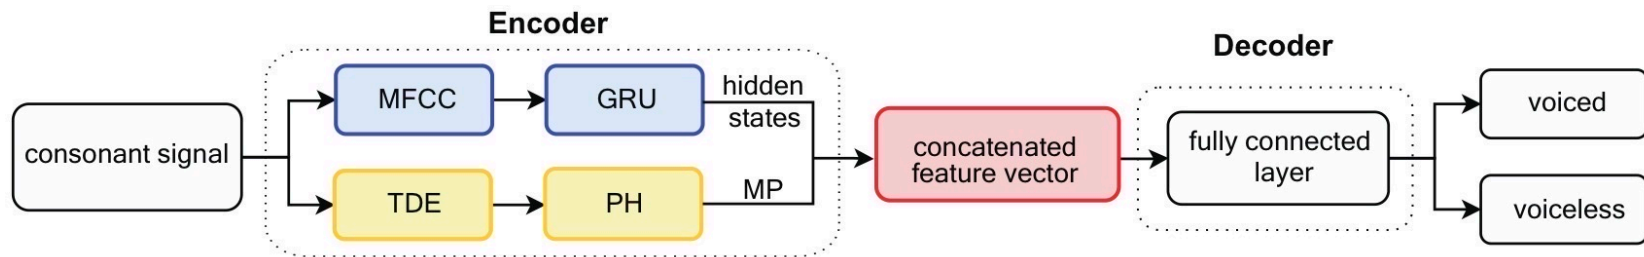 Encoder
Decoder
consonant signal
MFCC
GRU
hidden
states
TDE
PH
MP
concatenated
feature vector
fully connected
layer
voiced
voiceless